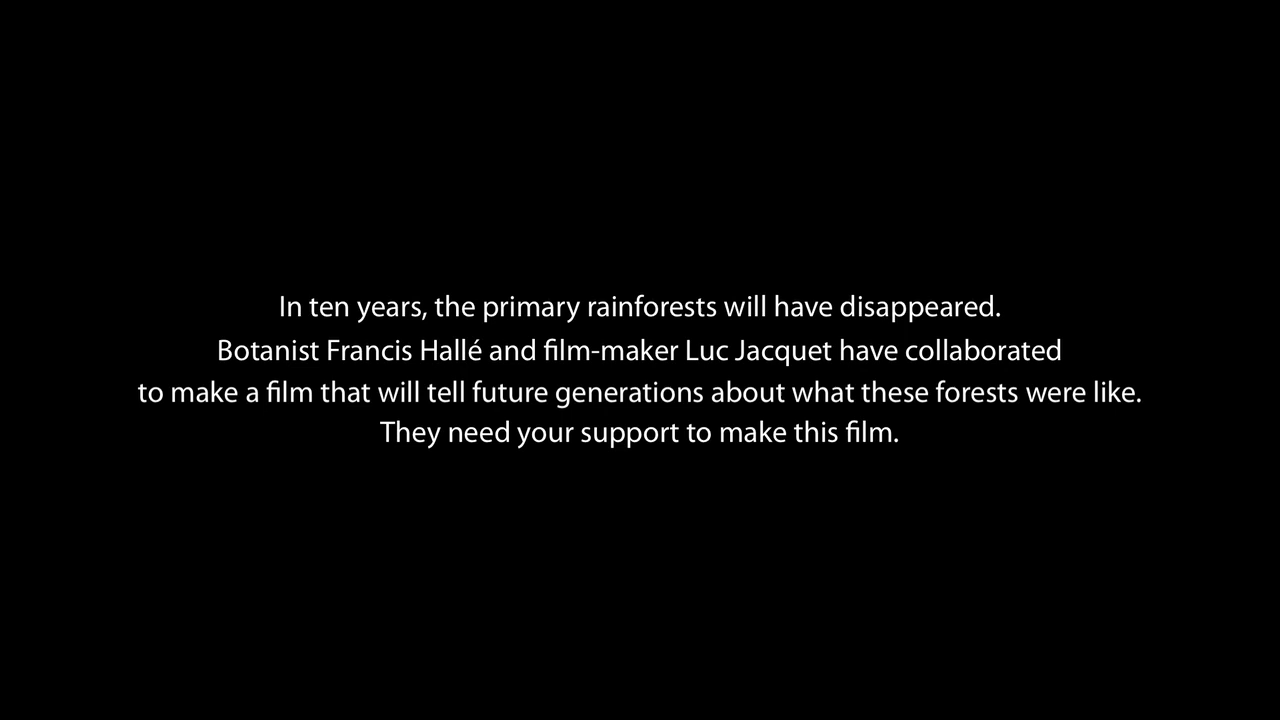 In ten years, the primary rainforests will have disappeared.
Botanist Francis Hallé and film-maker Luc Jacquet have collaborated
to make a film that will tell future generations about what these forests were like.
They need your support to make this film.